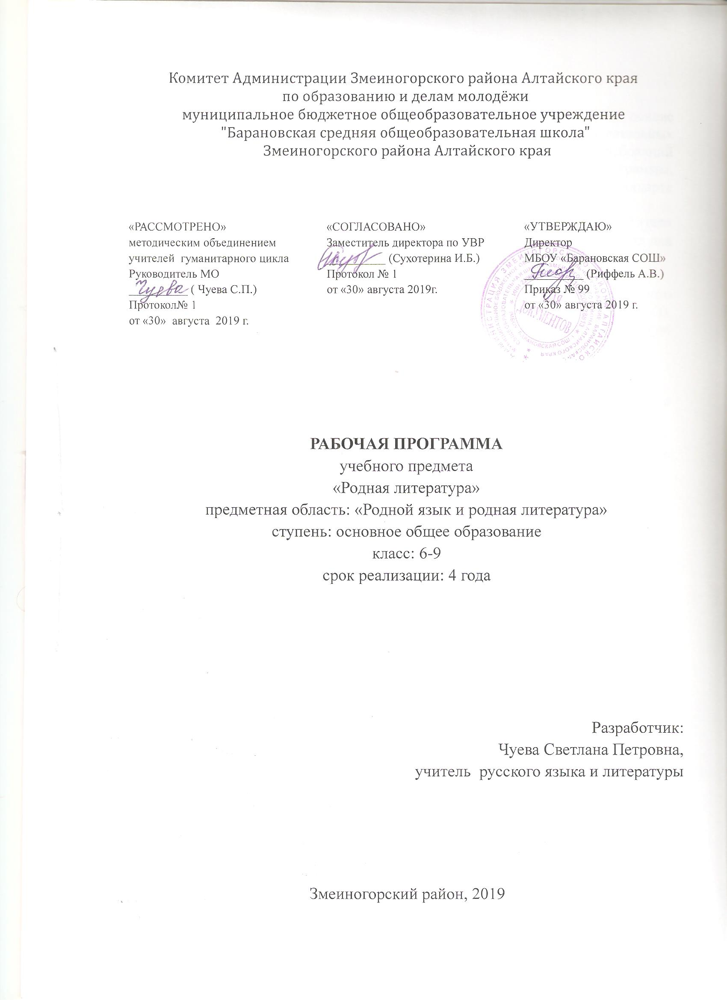 Комитет Администрации Змеиногорского района Алтайского края
по образованию и делам молодёжи
муниципальное бюджетное общеобразовательное учреждение
"Барановская средняя общеобразовательная школа"
Змеиногорского района Алтайского края
«РАССМОТРЕНО»
методическим объединением
учителей гуманитарного цикла
Руководитель МО
Чуева ( Чуева С.П.)
Протокол№ 1
от «30» августа 2019 г.
«СОГЛАСОВАНО»
Заместитель директора по УВР
(Сухотерина И.Б.)
Протокол № 1
от «30» августа 2019г.
«УТВЕРЖДАЮ»
Директор
МБОУ «Барановская СОШ»
(Риффель А.В.)
Приказ № 99
от «30» августа 2019 г.
ДЛЯ
ДОКУМЕНТОВ
РАБОЧАЯ ПРОГРАММА
учебного предмета
«Родная литература»
предметная область: «Родной язык и родная литература»
ступень: основное общее образование
класс: 6-9
срок реализации: 4 года
Разработчик:
Чуева Светлана Петровна,
учитель русского языка и литературы
Змеиногорский район, 2019